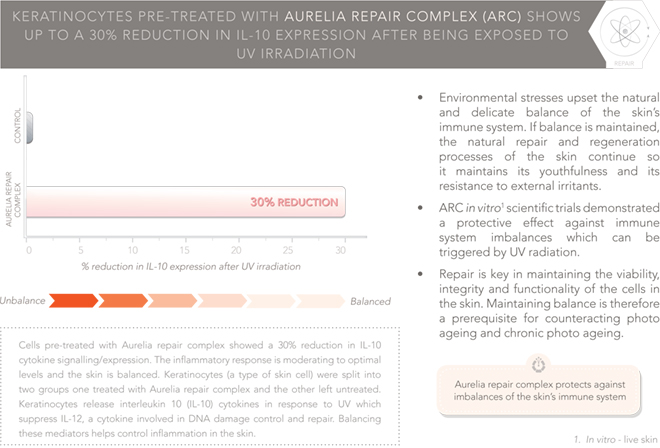 KERATINOCYTES PRE-TREATED WITH AURELIA REPAIR COMPLEX (ARC) SHOWS
UP TO A 30% REDUCTION IN IL-10 EXPRESSION AFTER BEING EXPOSED TO
UV IRRADIATION
REPAIR
CONTROL
AURELIA REPAIR
COMPLEX
30% REDUCTION
0 5 10 15 20 25 30
% reduction in IL-10 expression after UV irradiation
Unbalance
Balanced
Cells pre-treated with Aurelia repair complex showed a 30% reduction in IL-10
cytokine signalling/expression. The inflammatory response is moderating to optimal
levels and the skin is balanced. Keratinocytes (a type of skin cell) were split into
two groups one treated with Aurelia repair complex and the other left untreated.
Keratinocytes release interleukin 10 (IL-10) cytokines in response to UV which
suppress IL-12, a cytokine involved in DNA damage control and repair. Balancing
these mediators helps control inflammation in the skin.
• Environmental stresses upset the natural
and delicate balance of the skin's
immune system. If balance is maintained,
the natural repair and regeneration
processes of the skin continue so
it maintains its youthfulness and its
resistance to external irritants.
• ARC in vitro¹ scientific trials demonstrated
a protective effect against immune
system imbalances which can be
triggered by UV radiation.
• Repair is key in maintaining the viability,
integrity and functionality of the cells in
the skin. Maintaining balance is therefore
a prerequisite for counteracting photo
ageing and chronic photo ageing.
Aurelia repair complex protects against
imbalances of the skin's immune system
1. In vitro - live skin